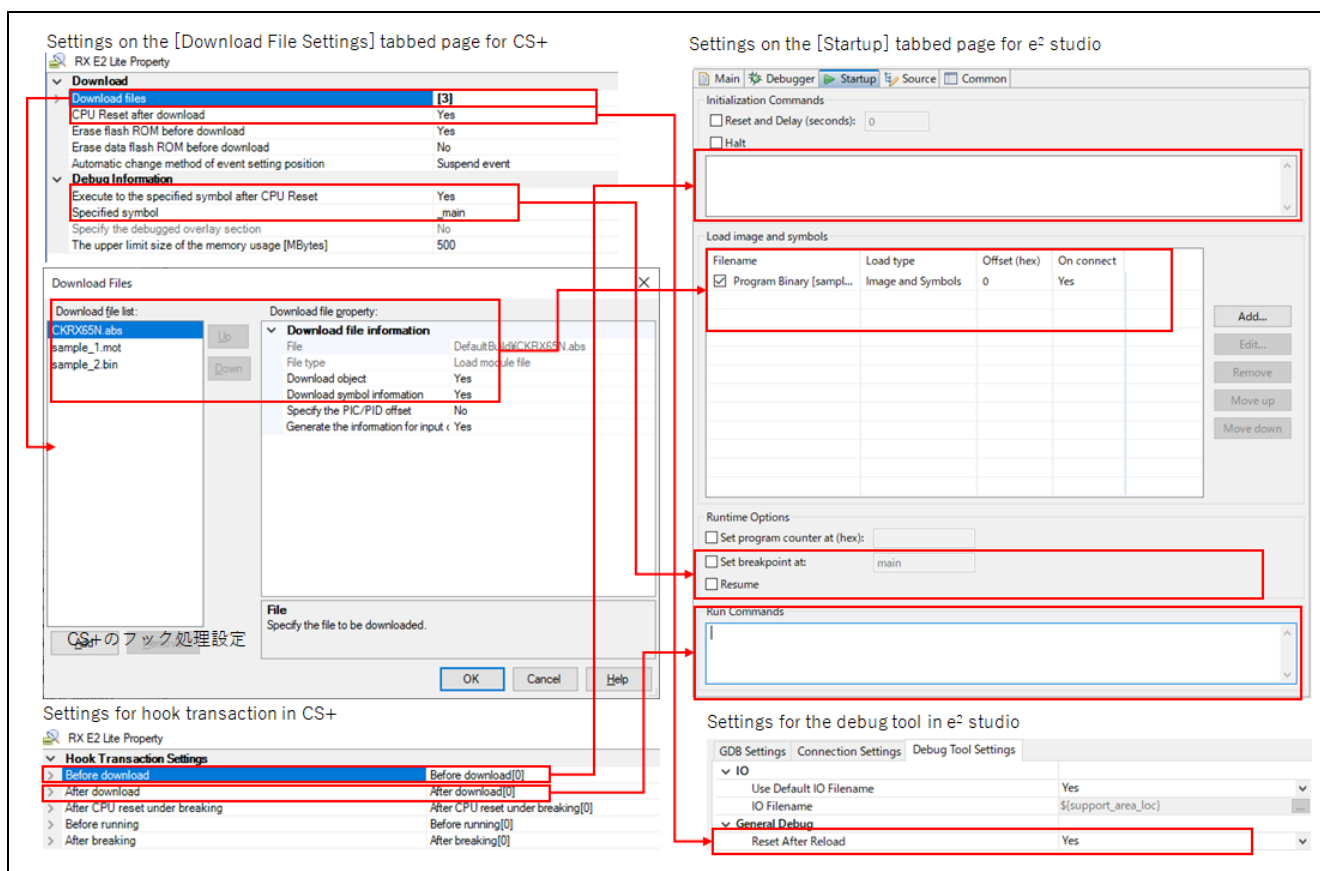 Settings on the [Download File Settings] tabbed page for CS+
RX E2 Lite Property
Download
Download files [3]
CPU Reset after download Yes
Erase flash ROM before download Yes
Erase data flash ROM before download No
Automatic change method of event setting position Suspend event
Debug Information
Execute to the specified symbol after CPU Reset Yes
Specified symbol _main
Specify the debugged overlay section No
The upper limit size of the memory usage [MBytes] 500
Download Files
Download file list:
CKRX65N.abs
sample_1.mot
sample_2.bin
Up
Down
Download file property:
Download file information
File DefaultBuild¥CKRX65N.abs
File type Load module file
Download object Yes
Download symbol information Yes
Specify the PIC/PID offset No
Generate the information for input c Yes
File
Specify the file to be downloaded.
CS+のフック処理設定
OK Cancel Help
Settings for hook transaction in CS+
RX E2 Lite Property
Hook Transaction Settings
Before download Before download[0]
After download After download[0]
After CPU reset under breaking After CPU reset under breaking[0]
Before running Before running[0]
After breaking After breaking[0]
Settings on the [Startup] tabbed page for e² studio
Main Debugger Startup Source Common
Initialization Commands
Reset and Delay (seconds): 0
Halt
Load image and symbols
Filename Load type Offset (hex) On connect
Program Binary [sampl... Image and Symbols 0 Yes
Add...
Edit...
Remove
Move up
Move down
Runtime Options
Set program counter at (hex):
Set breakpoint at: main
Resume
Run Commands
Settings for the debug tool in e² studio
GDB Settings Connection Settings Debug Tool Settings
IO
Use Default IO Filename Yes
IO Filename ${support_area_loc}
...
General Debug
Reset After Reload Yes